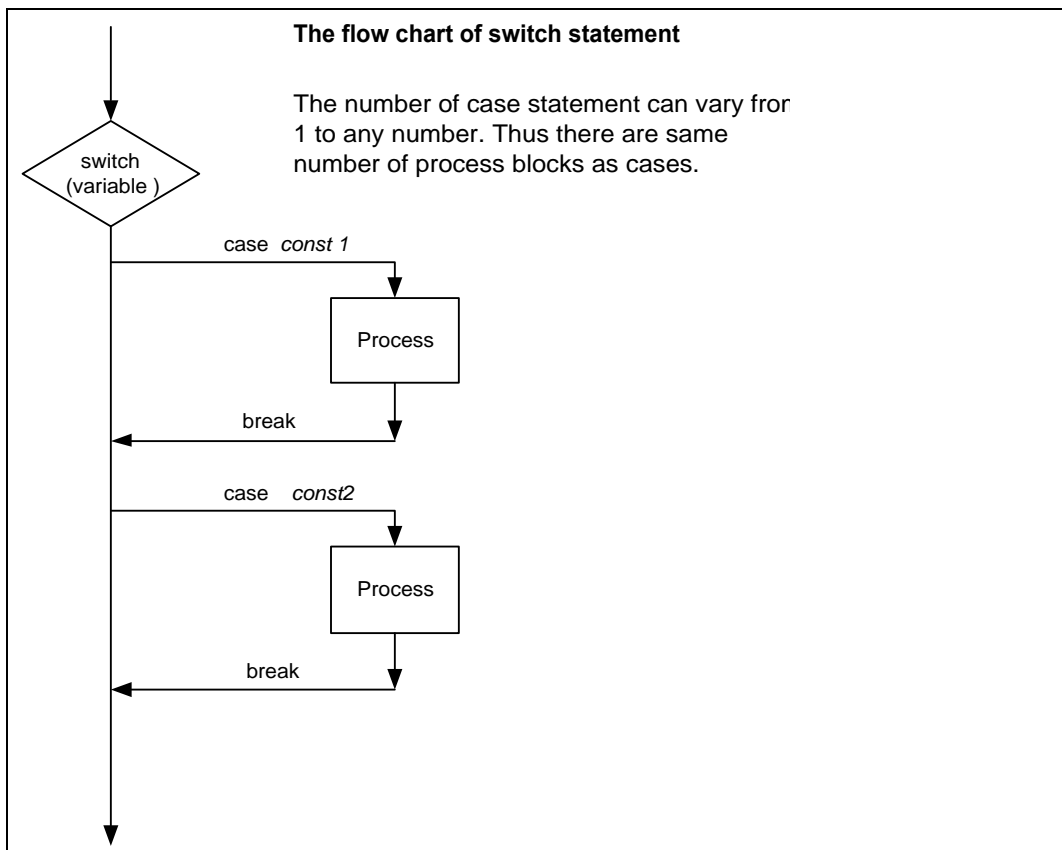 The flow chart of switch statement
The number of case statement can vary from
1 to any number. Thus there are same
number of process blocks as cases.
switch
(variable )
case const 1
Process
break
case const2
Process
break